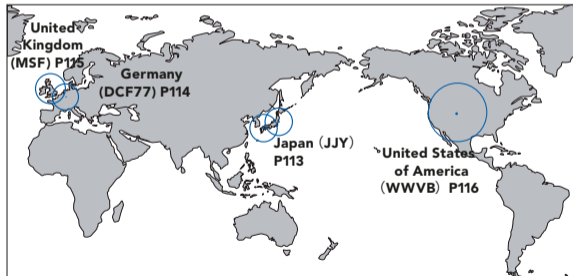 United
Kingdom
(MSF) P115
Germany
(DCF77) P114
Japan (JJY)
P113
United States
of America
(WWVB) P116